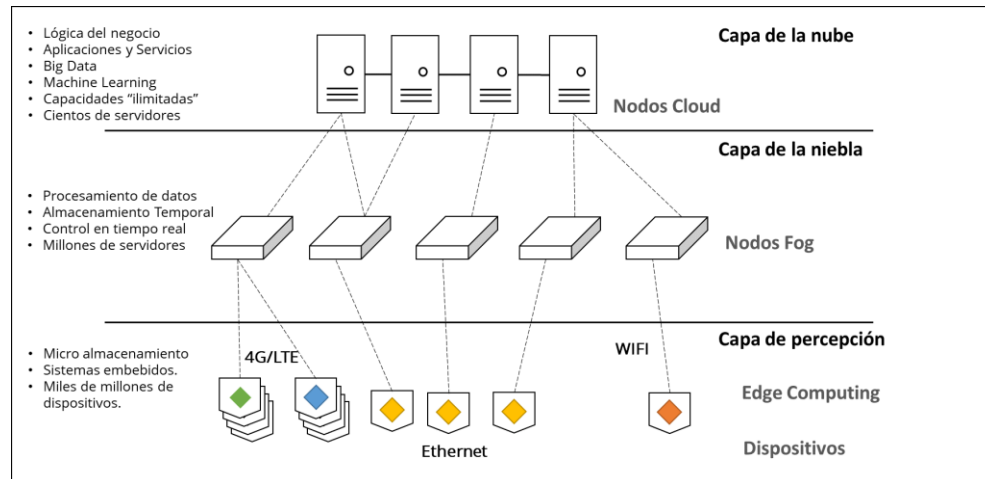 • Lógica del negocio
• Aplicaciones y Servicios
• Big Data
• Machine Learning
• Capacidades “ilimitadas”
• Cientos de servidores
Capa de la nube
Nodos Cloud
Capa de la niebla
• Procesamiento de datos
• Almacenamiento Temporal
• Control en tiempo real
• Millones de servidores
Nodos Fog
Capa de percepción
• Micro almacenamiento
• Sistemas embebidos.
• Miles de millones de
dispositivos.
4G/LTE
WIFI
Edge Computing
Ethernet
Dispositivos